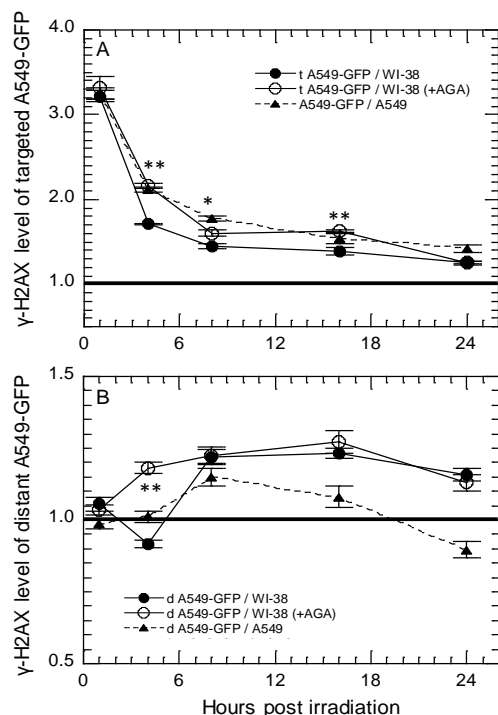 A
4.0
t A549-GFP / WI-38
t A549-GFP / WI-38 (+AGA)
A549-GFP / A549
3.0
**
*
**
2.0
1.0
γ-H2AX level of targeted A549-GFP
0 6 12 18 24
1.5
B
**
1.0
d A549-GFP / WI-38
d A549-GFP / WI-38 (+AGA)
d A549-GFP / A549
0.5
γ-H2AX level of distant A549-GFP
0 6 12 18 24
Hours post irradiation